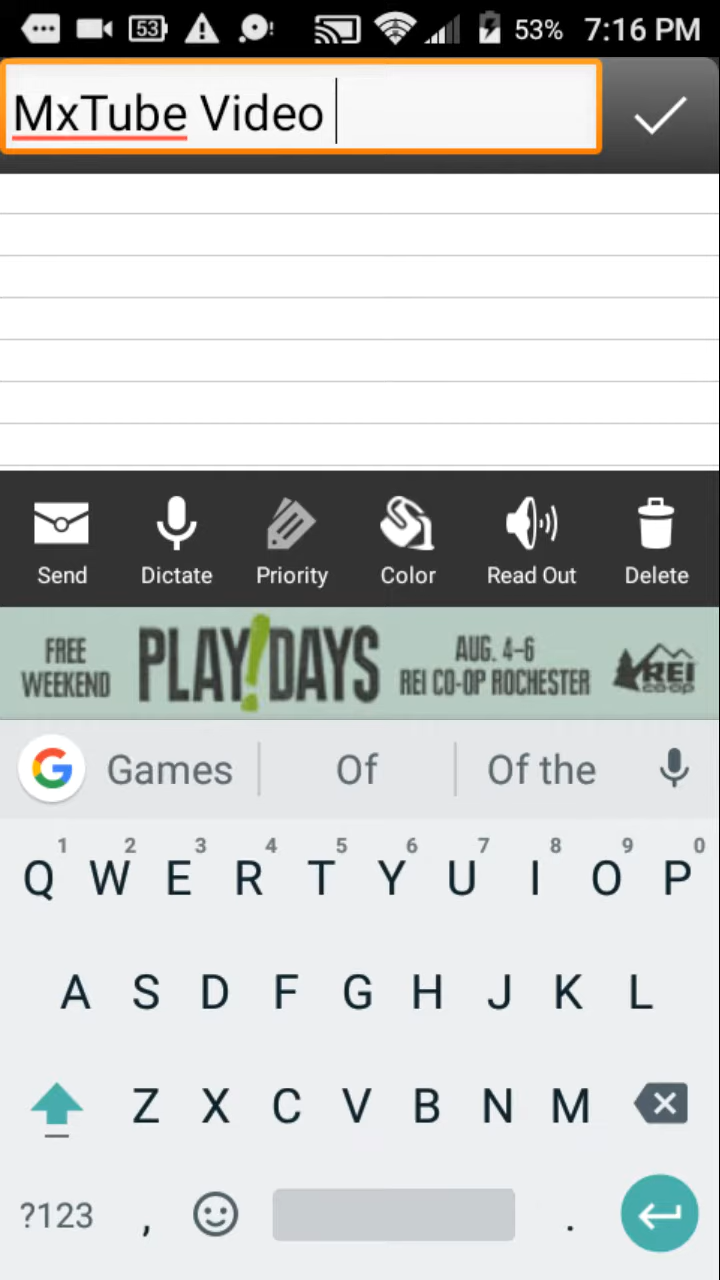 53 53% 7:16 PM
MxTube Video
Send Dictate Priority Color Read Out Delete
FREE WEEKEND
PLAY!DAYS
AUG. 4-6
REI CO-OP ROCHESTER
REI
co-op
Games Of Of the
1 2 3 4 5 6 7 8 9 0
Q W E R T Y U I O P
A S D F G H J K L
Z X C V B N M
?123 , .